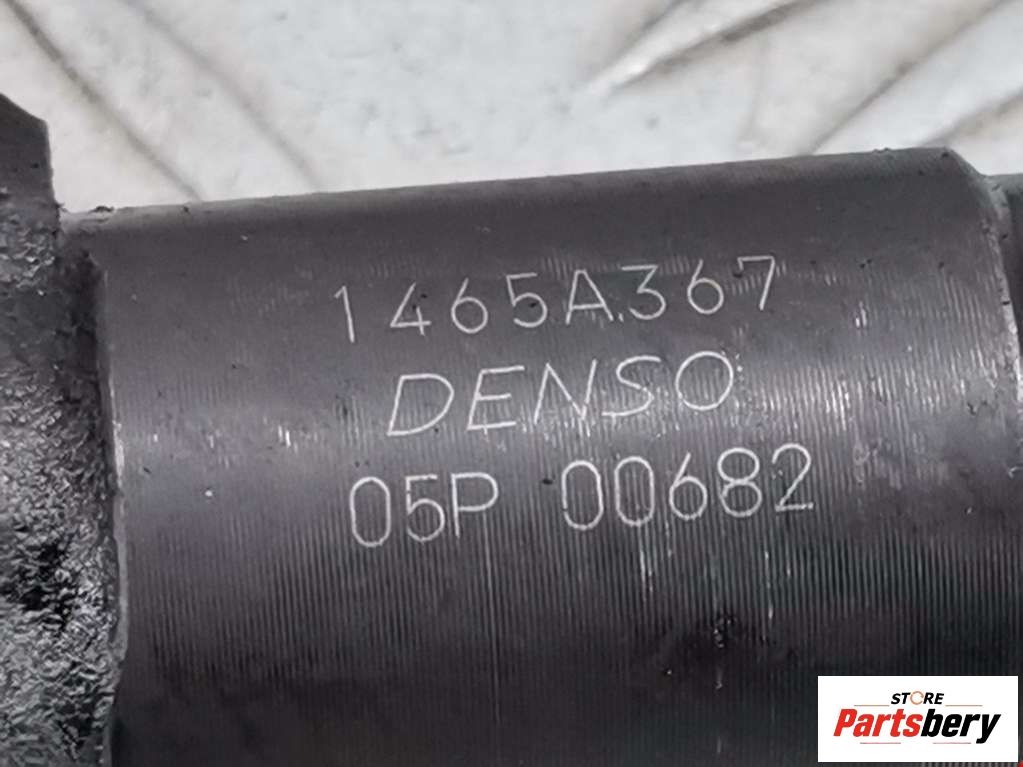 1465A367
DENSO
05P 00682
STORE
Partsbery